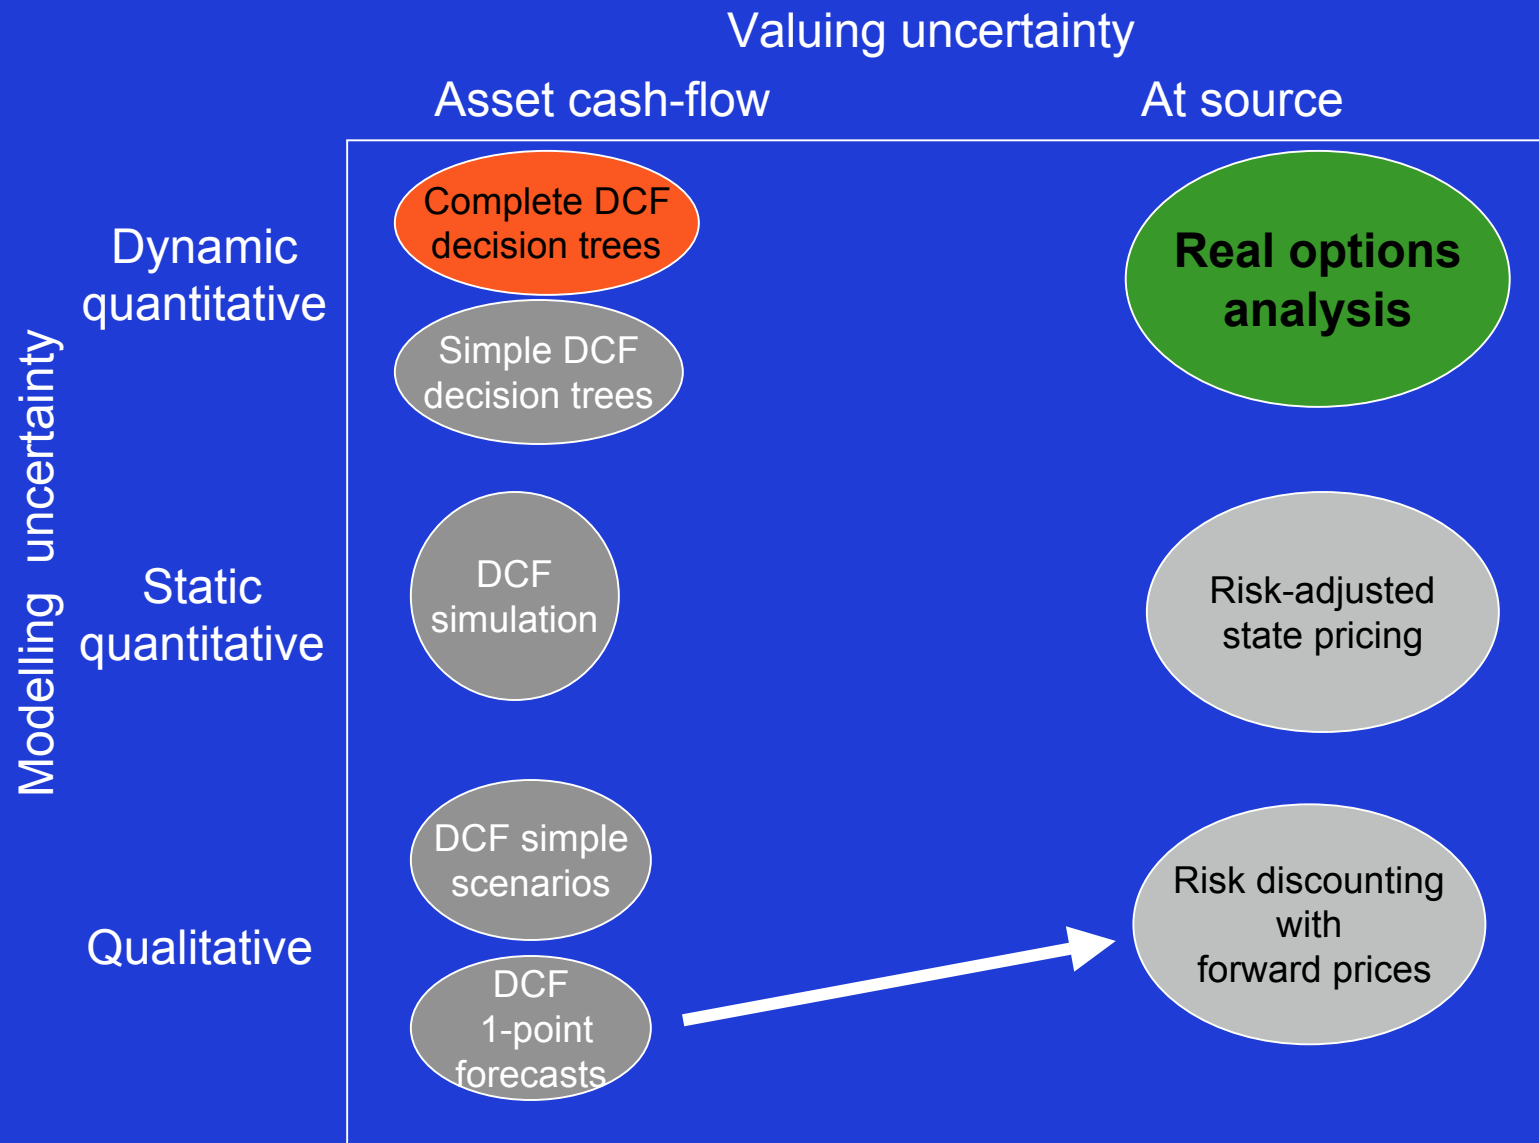 Valuing uncertainty
Asset cash-flow
At source
Modelling uncertainty
Dynamic
quantitative
Complete DCF
decision trees
Simple DCF
decision trees
Real options
analysis
Static
quantitative
DCF
simulation
Risk-adjusted
state pricing
Qualitative
DCF simple
scenarios
DCF
1-point
forecasts
Risk discounting
with
forward prices